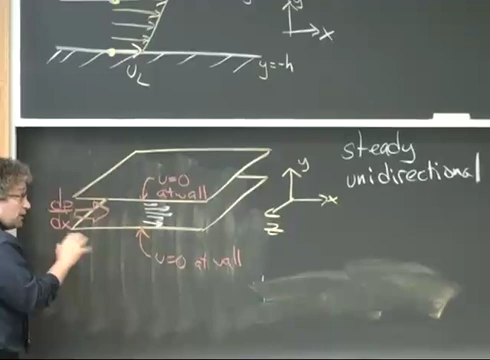 y
x
U_L
y=-h
steady
unidirectional
u=0
at wall
dp
dx
y
x
z
u=0 at wall